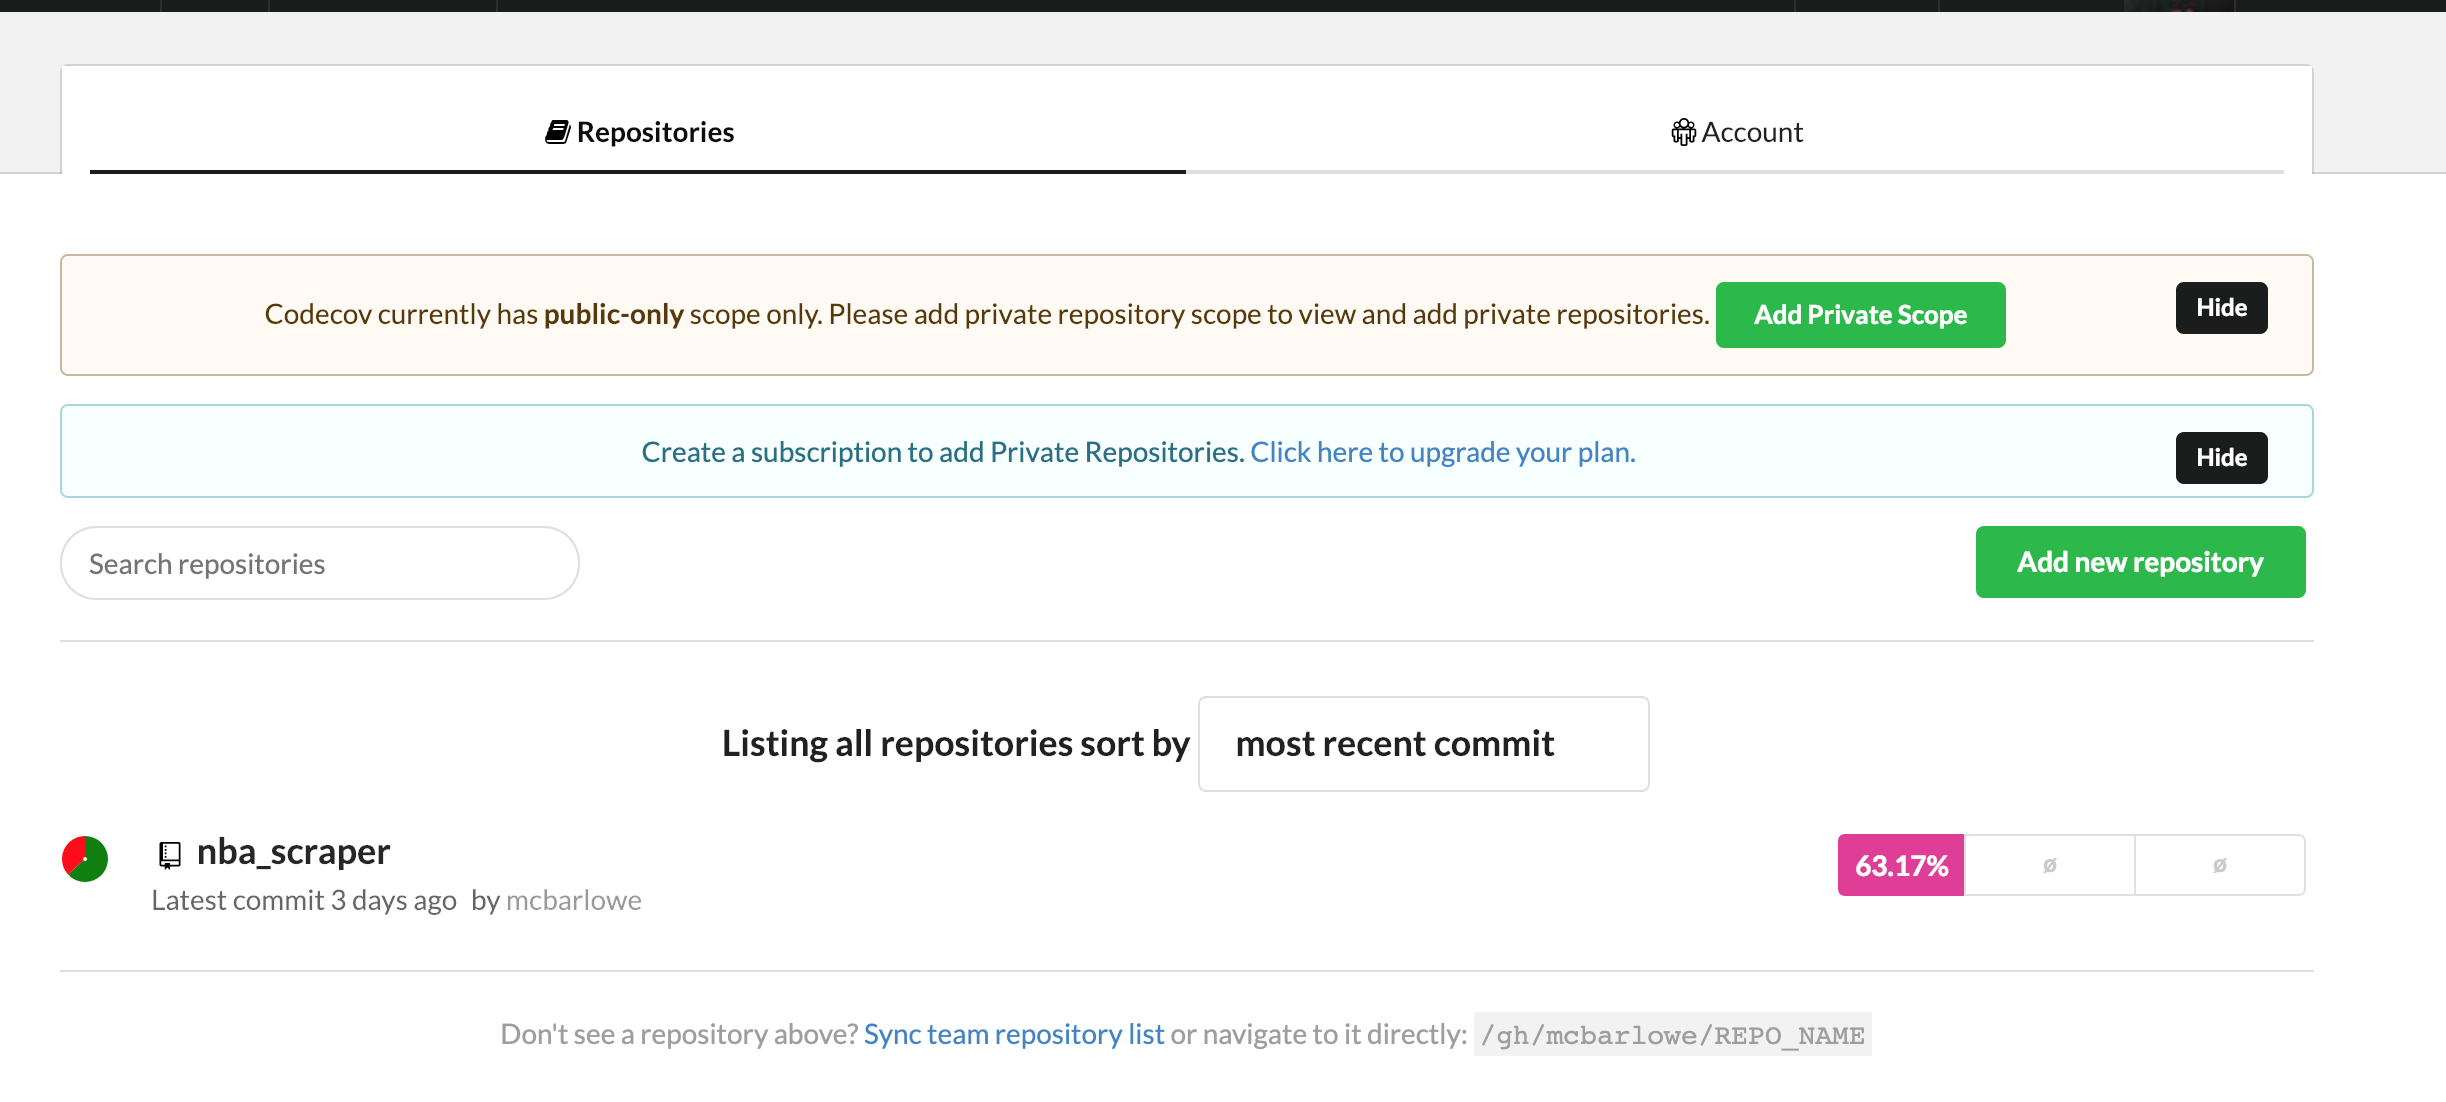 Repositories
Account
Codecov currently has public-only scope only. Please add private repository scope to view and add private repositories. Add Private Scope
Hide
Create a subscription to add Private Repositories. Click here to upgrade your plan.
Hide
Search repositories
Add new repository
Listing all repositories sort by most recent commit
nba_scraper
63.17% ø ø
Latest commit 3 days ago by mcbarlowe
Don't see a repository above? Sync team repository list or navigate to it directly: /gh/mcbarlowe/REPO_NAME